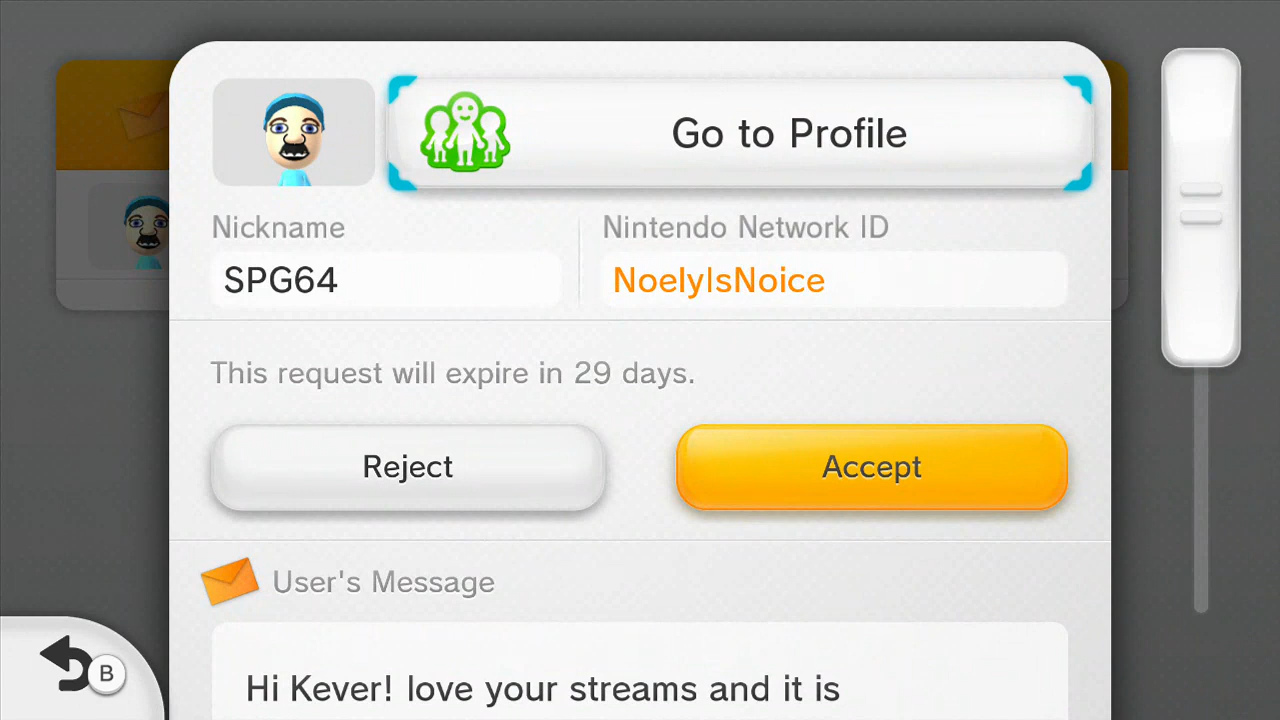 Go to Profile
Nickname
Nintendo Network ID
SPG64
NoelyIsNoice
This request will expire in 29 days.
Reject
Accept
User's Message
Hi Kever! love your streams and it is
B